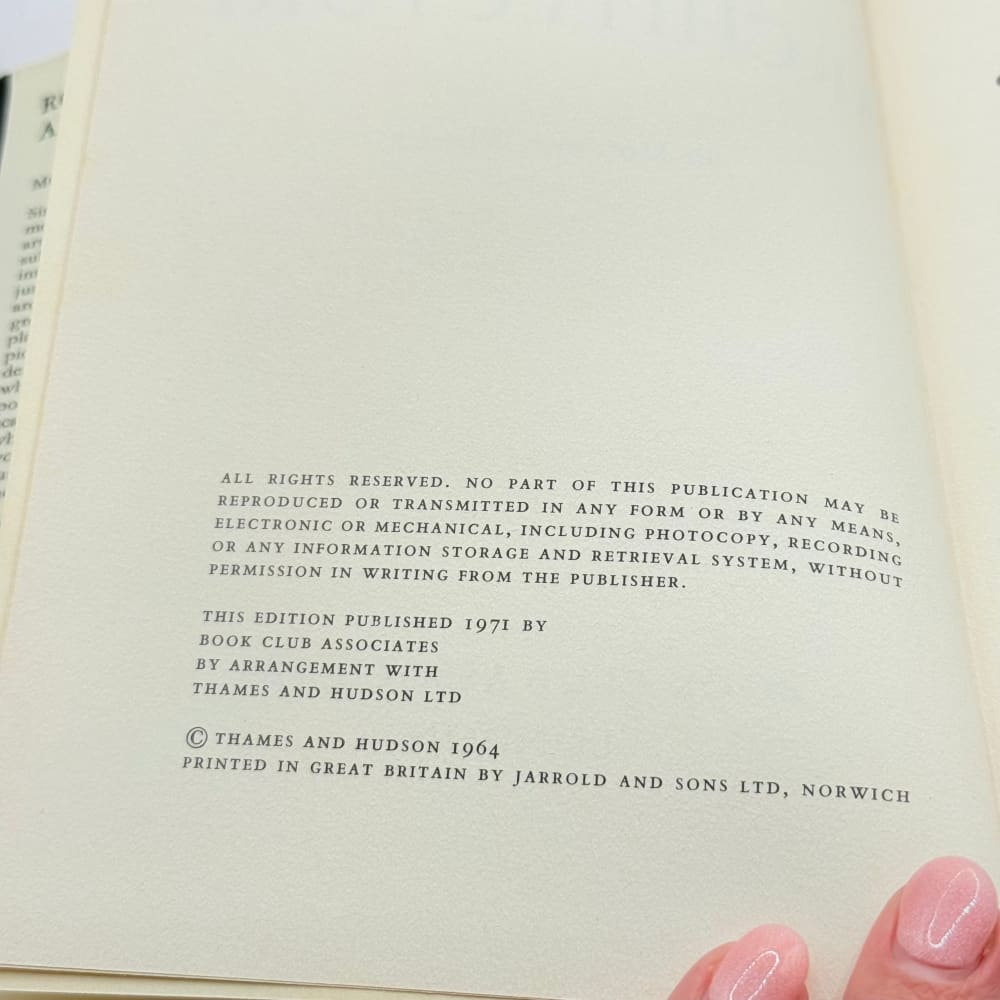 ALL RIGHTS RESERVED. NO PART OF THIS PUBLICATION MAY BE
REPRODUCED OR TRANSMITTED IN ANY FORM OR BY ANY MEANS,
ELECTRONIC OR MECHANICAL, INCLUDING PHOTOCOPY, RECORDING
OR ANY INFORMATION STORAGE AND RETRIEVAL SYSTEM, WITHOUT
PERMISSION IN WRITING FROM THE PUBLISHER.
THIS EDITION PUBLISHED 1971 BY
BOOK CLUB ASSOCIATES
BY ARRANGEMENT WITH
THAMES AND HUDSON LTD
© THAMES AND HUDSON 1964
PRINTED IN GREAT BRITAIN BY JARROLD AND SONS LTD, NORWICH